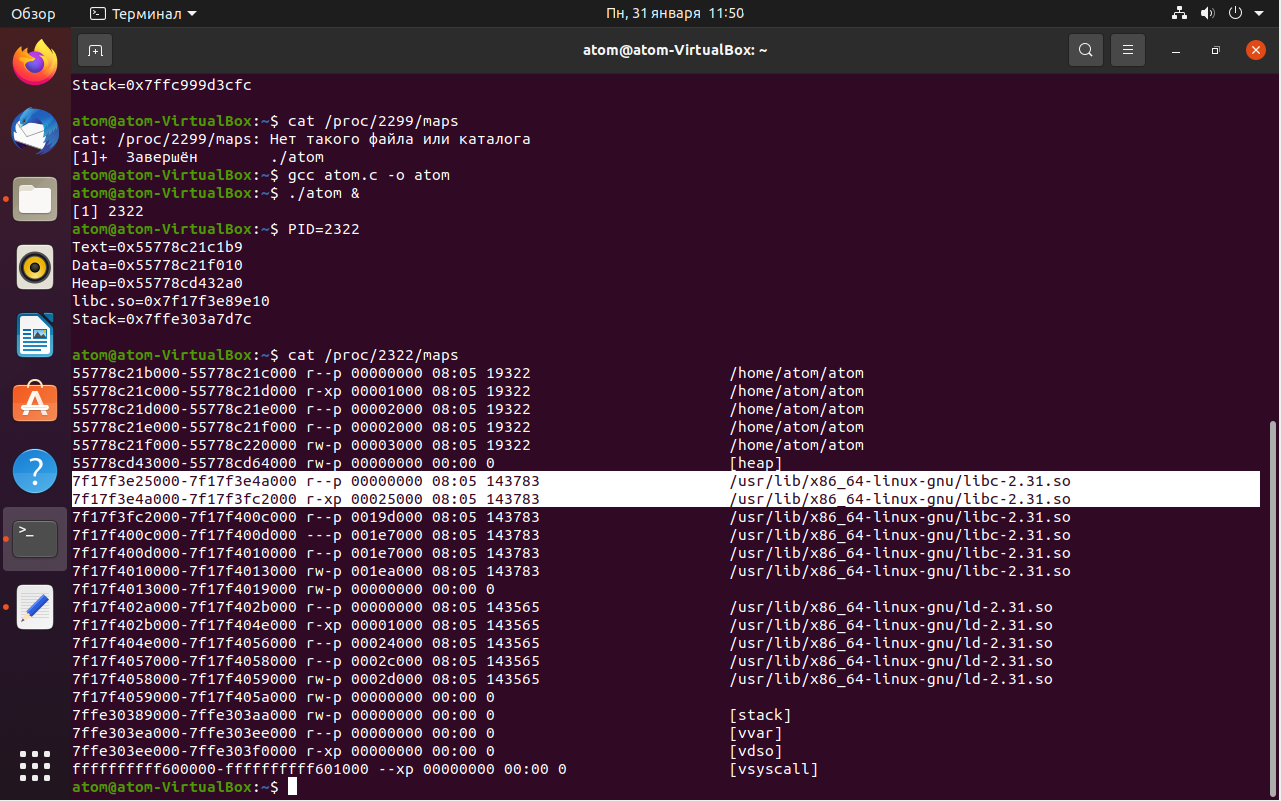 Обзор Терминал Пн, 31 января 11:50
atom@atom-VirtualBox: ~
Stack=0x7ffc999d3cfc
atom@atom-VirtualBox:~$ cat /proc/2299/maps
cat: /proc/2299/maps: Нет такого файла или каталога
[1]+  Завершён        ./atom
atom@atom-VirtualBox:~$ gcc atom.c -o atom
atom@atom-VirtualBox:~$ ./atom &
[1] 2322
atom@atom-VirtualBox:~$ PID=2322
Text=0x55778c21c1b9
Data=0x55778c21f010
Heap=0x55778cd432a0
libc.so=0x7f17f3e89e10
Stack=0x7ffe303a7d7c
atom@atom-VirtualBox:~$ cat /proc/2322/maps
55778c21b000-55778c21c000 r--p 00000000 08:05 19322                      /home/atom/atom
55778c21c000-55778c21d000 r-xp 00001000 08:05 19322                      /home/atom/atom
55778c21d000-55778c21e000 r--p 00002000 08:05 19322                      /home/atom/atom
55778c21e000-55778c21f000 r--p 00002000 08:05 19322                      /home/atom/atom
55778c21f000-55778c220000 rw-p 00003000 08:05 19322                      /home/atom/atom
55778cd43000-55778cd64000 rw-p 00000000 00:00 0                          [heap]
7f17f3e25000-7f17f3e4a000 r--p 00000000 08:05 143783                     /usr/lib/x86_64-linux-gnu/libc-2.31.so
7f17f3e4a000-7f17f3fc2000 r-xp 00025000 08:05 143783                     /usr/lib/x86_64-linux-gnu/libc-2.31.so
7f17f3fc2000-7f17f400c000 r--p 0019d000 08:05 143783                     /usr/lib/x86_64-linux-gnu/libc-2.31.so
7f17f400c000-7f17f400d000 ---p 001e7000 08:05 143783                     /usr/lib/x86_64-linux-gnu/libc-2.31.so
7f17f400d000-7f17f4010000 r--p 001e7000 08:05 143783                     /usr/lib/x86_64-linux-gnu/libc-2.31.so
7f17f4010000-7f17f4013000 rw-p 001ea000 08:05 143783                     /usr/lib/x86_64-linux-gnu/libc-2.31.so
7f17f4013000-7f17f4019000 rw-p 00000000 00:00 0
7f17f402a000-7f17f402b000 r--p 00000000 08:05 143565                     /usr/lib/x86_64-linux-gnu/ld-2.31.so
7f17f402b000-7f17f404e000 r-xp 00001000 08:05 143565                     /usr/lib/x86_64-linux-gnu/ld-2.31.so
7f17f404e000-7f17f4056000 r--p 00024000 08:05 143565                     /usr/lib/x86_64-linux-gnu/ld-2.31.so
7f17f4057000-7f17f4058000 r--p 0002c000 08:05 143565                     /usr/lib/x86_64-linux-gnu/ld-2.31.so
7f17f4058000-7f17f4059000 rw-p 0002d000 08:05 143565                     /usr/lib/x86_64-linux-gnu/ld-2.31.so
7f17f4059000-7f17f405a000 rw-p 00000000 00:00 0
7ffe30389000-7ffe303aa000 rw-p 00000000 00:00 0                          [stack]
7ffe303ea000-7ffe303ee000 r--p 00000000 00:00 0                          [vvar]
7ffe303ee000-7ffe303f0000 r-xp 00000000 00:00 0                          [vdso]
ffffffffff600000-ffffffffff601000 --xp 00000000 00:00 0                  [vsyscall]
atom@atom-VirtualBox:~$